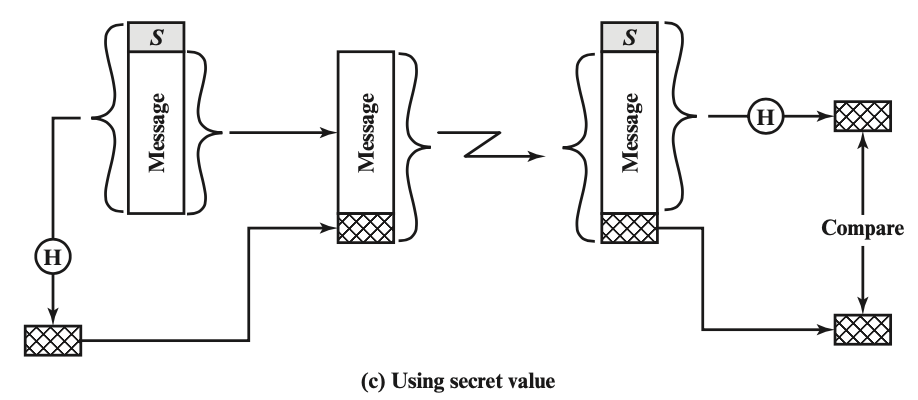 S
Message
H
Message
S
Message
H
Compare
(c) Using secret value